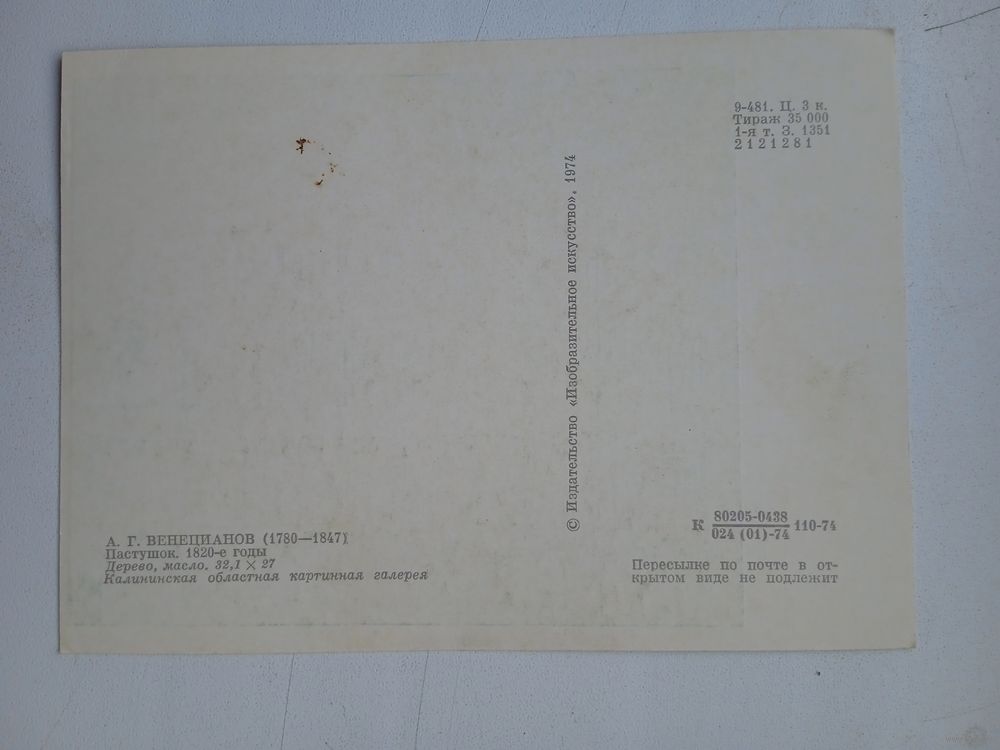 9-481. Ц. 3 к.
Тираж 35 000
1-я т. З. 1351
2121281
© Издательство «Изобразительное искусство», 1974
А. Г. ВЕНЕЦИАНОВ (1780—1847)
Пастушок. 1820-е годы
Дерево, масло. 32,1 × 27
Калининская областная картинная галерея
К 80205-0438
024 (01)-74 110-74
Пересылке по почте в от-
крытом виде не подлежит